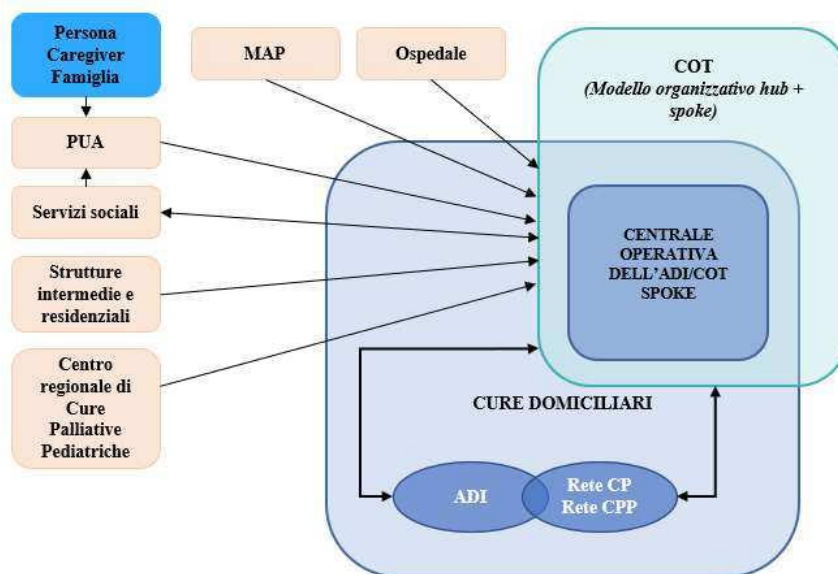 Persona
Caregiver
Famiglia
MAP
Ospedale
COT
(Modello organizzativo hub +
spoke)
PUA
Servizi sociali
Strutture
intermedie e
residenziali
Centro
regionale di
Cure
Palliative
Pediatriche
CENTRALE
OPERATIVA
DELL'ADI/COT
SPOKE
CURE DOMICILIARI
ADI
Rete CP
Rete CPP